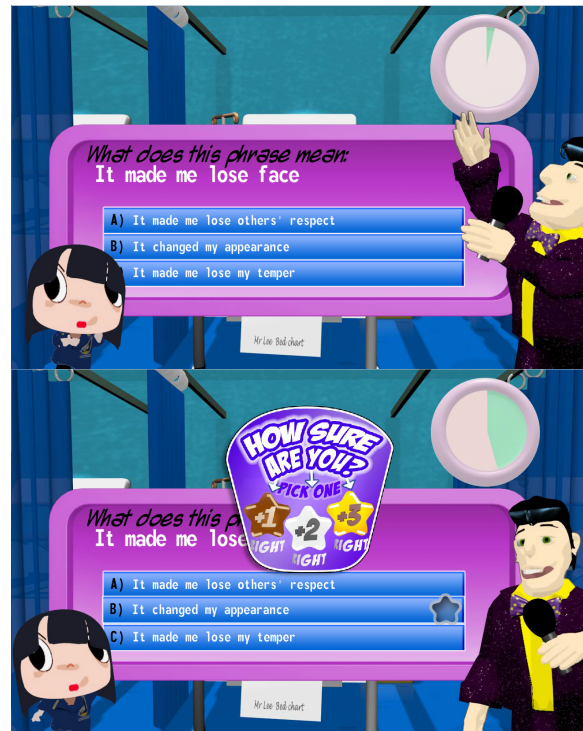 What does this phrase mean:
It made me lose face
A) It made me lose others' respect
B) It changed my appearance
It made me lose my temper
Mr Lee Bed chart
HOW SURE
ARE YOU?
PICK ONE
+1
+2
+3
RIGHT
RIGHT
RIGHT
What does this
It made me lose
A) It made me lose others' respect
B) It changed my appearance
C) It made me lose my temper
Mr Lee Bed chart